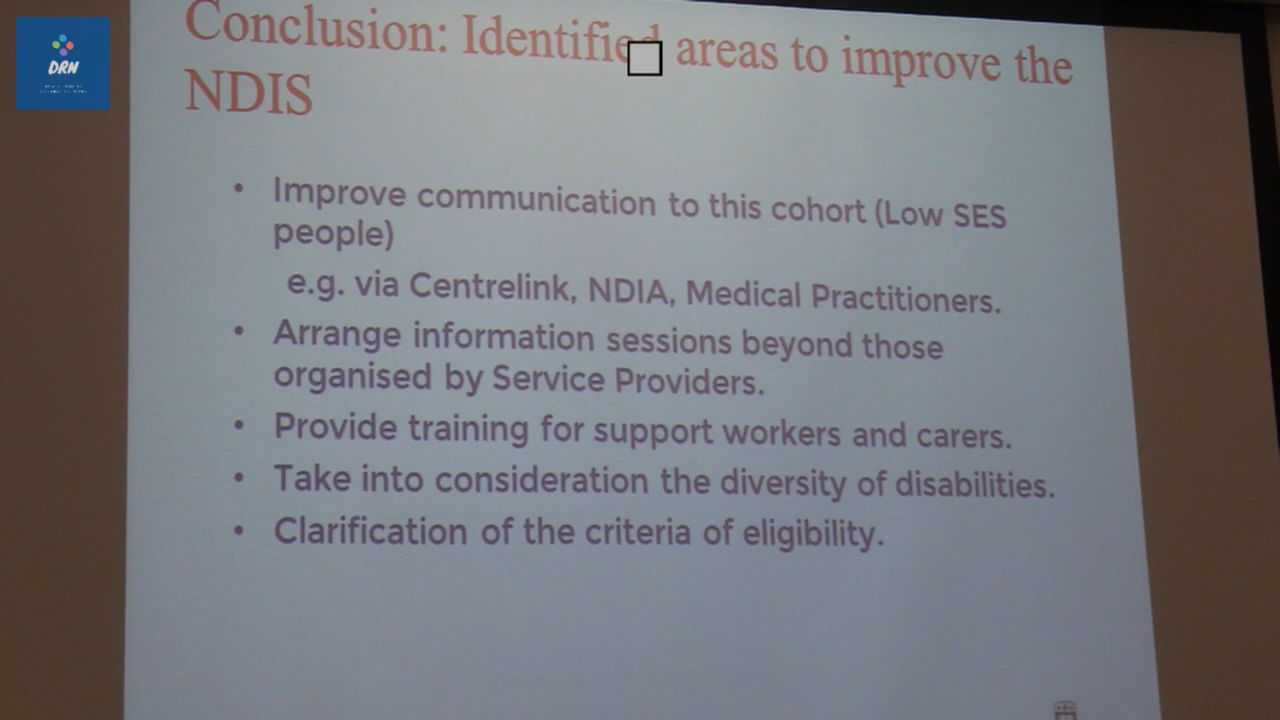 DRN
Conclusion: Identified areas to improve the
NDIS
• Improve communication to this cohort (Low SES
people)
e.g. via Centrelink, NDIA, Medical Practitioners.
• Arrange information sessions beyond those
organised by Service Providers.
• Provide training for support workers and carers.
• Take into consideration the diversity of disabilities.
• Clarification of the criteria of eligibility.